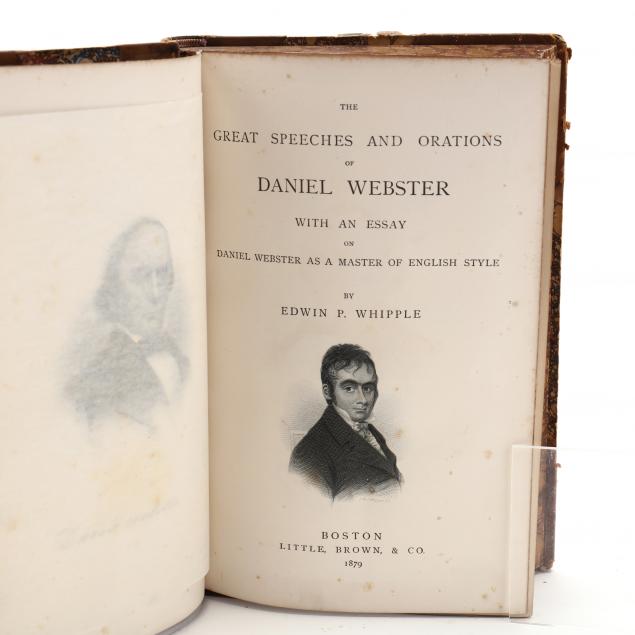 THE
GREAT SPEECHES AND ORATIONS
OF
DANIEL WEBSTER
WITH AN ESSAY
ON
DANIEL WEBSTER AS A MASTER OF ENGLISH STYLE
BY
EDWIN P. WHIPPLE
BOSTON
LITTLE, BROWN, & CO.
1879